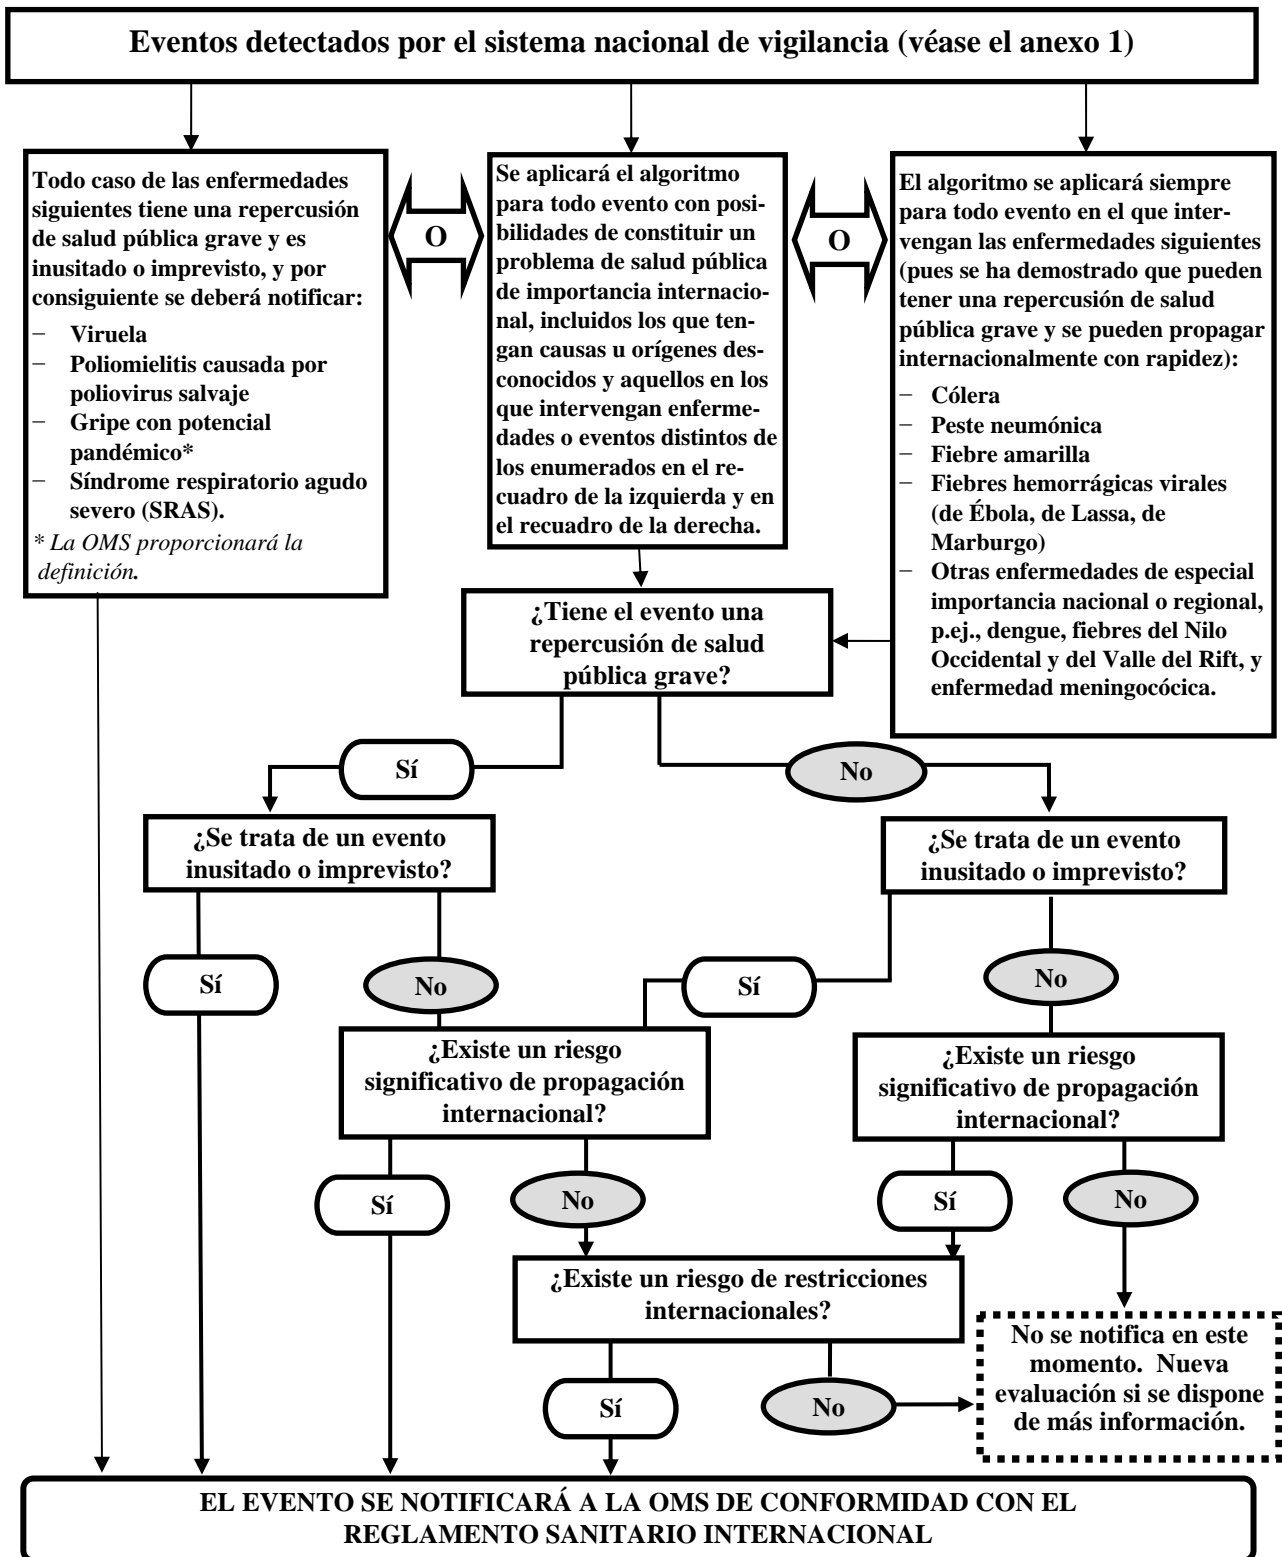 Eventos detectados por el sistema nacional de vigilancia (véase el anexo 1)
Todo caso de las enfermedades
siguientes tiene una repercusión
de salud pública grave y es
inusitado o imprevisto, y por
consiguiente se deberá notificar:
– Viruela
– Poliomielitis causada por
poliovirus salvaje
– Gripe con potencial
pandémico*
– Síndrome respiratorio agudo
severo (SRAS).
* La OMS proporcionará la
definición.
O
Se aplicará el algoritmo
para todo evento con posi-
bilidades de constituir un
problema de salud pública
de importancia internacio-
nal, incluidos los que ten-
gan causas u orígenes des-
conocidos y aquellos en los
que intervengan enferme-
dades o eventos distintos de
los enumerados en el re-
cuadro de la izquierda y en
el recuadro de la derecha.
O
El algoritmo se aplicará siempre
para todo evento en el que inter-
vengan las enfermedades siguientes
(pues se ha demostrado que pueden
tener una repercusión de salud
pública grave y se pueden propagar
internacionalmente con rapidez):
– Cólera
– Peste neumónica
– Fiebre amarilla
– Fiebres hemorrágicas virales
(de Ébola, de Lassa, de
Marburgo)
– Otras enfermedades de especial
importancia nacional o regional,
p.ej., dengue, fiebres del Nilo
Occidental y del Valle del Rift, y
enfermedad meningocócica.
¿Tiene el evento una
repercusión de salud
pública grave?
Sí
No
¿Se trata de un evento
inusitado o imprevisto?
¿Se trata de un evento
inusitado o imprevisto?
Sí
No
Sí
No
¿Existe un riesgo
significativo de propagación
internacional?
¿Existe un riesgo
significativo de propagación
internacional?
Sí
No
Sí
No
¿Existe un riesgo de restricciones
internacionales?
No se notifica en este
momento. Nueva
evaluación si se dispone
de más información.
Sí
No
EL EVENTO SE NOTIFICARÁ A LA OMS DE CONFORMIDAD CON EL
REGLAMENTO SANITARIO INTERNACIONAL